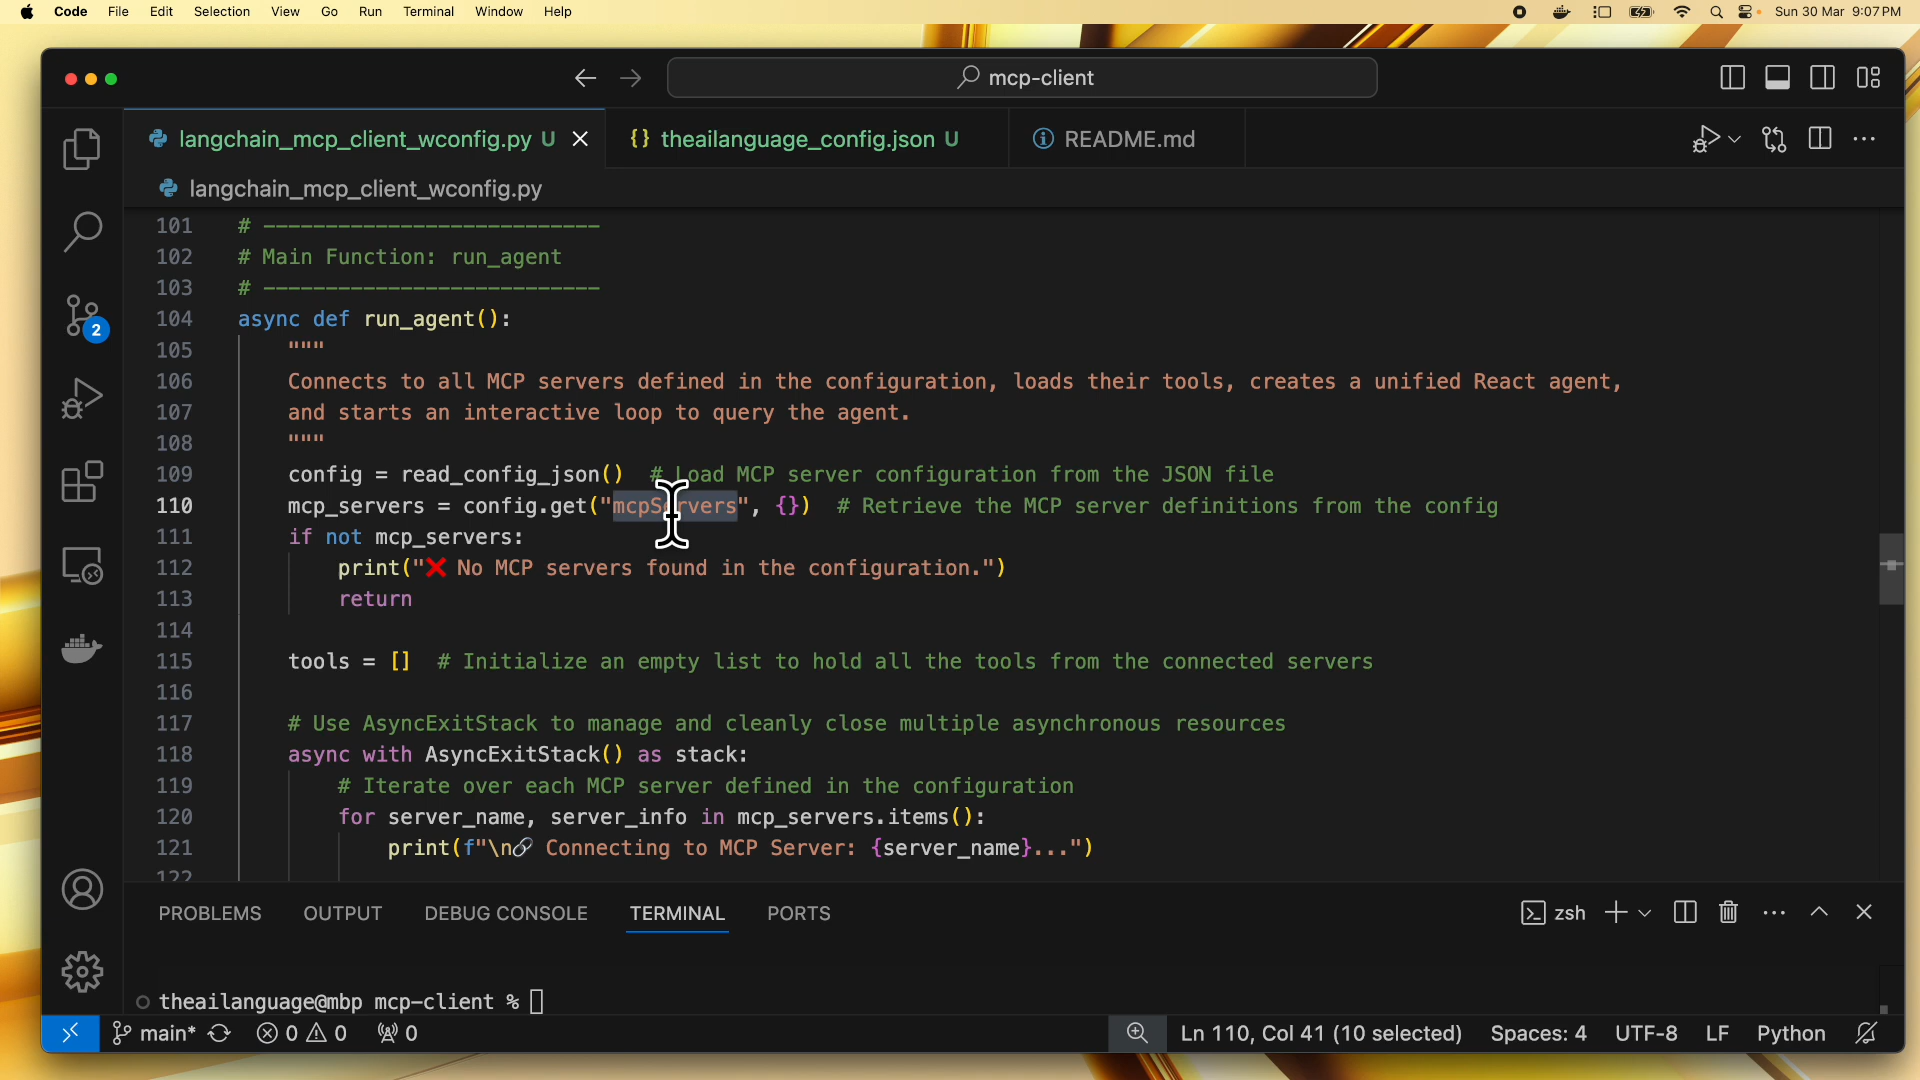 Code File Edit Selection View Go Run Terminal Window Help Sun 30 Mar 9:07 PM
mcp-client
langchain_mcp_client_wconfig.py U {} theailanguage_config.json U README.md
langchain_mcp_client_wconfig.py
101 # ---------------------------
102 # Main Function: run_agent
103 # ---------------------------
104 async def run_agent():
105 """
106 Connects to all MCP servers defined in the configuration, loads their tools, creates a unified React agent,
107 and starts an interactive loop to query the agent.
108 """
109 config = read_config_json() # Load MCP server configuration from the JSON file
110 mcp_servers = config.get("mcpServers", {}) # Retrieve the MCP server definitions from the config
111 if not mcp_servers:
112 print("❌ No MCP servers found in the configuration.")
113 return
114
115 tools = [] # Initialize an empty list to hold all the tools from the connected servers
116
117 # Use AsyncExitStack to manage and cleanly close multiple asynchronous resources
118 async with AsyncExitStack() as stack:
119 # Iterate over each MCP server defined in the configuration
120 for server_name, server_info in mcp_servers.items():
121 print(f"\n🔗 Connecting to MCP Server: {server_name}...")
122
PROBLEMS OUTPUT DEBUG CONSOLE TERMINAL PORTS zsh
theailanguage@mbp mcp-client %
main* 0 0 0 Ln 110, Col 41 (10 selected) Spaces: 4 UTF-8 LF Python
2